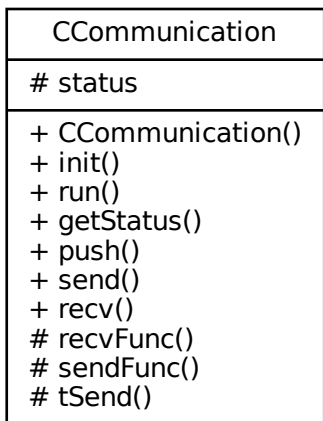 CCommunication
# status
+ CCommunication()
+ init()
+ run()
+ getStatus()
+ push()
+ send()
+ recv()
# recvFunc()
# sendFunc()
# tSend()